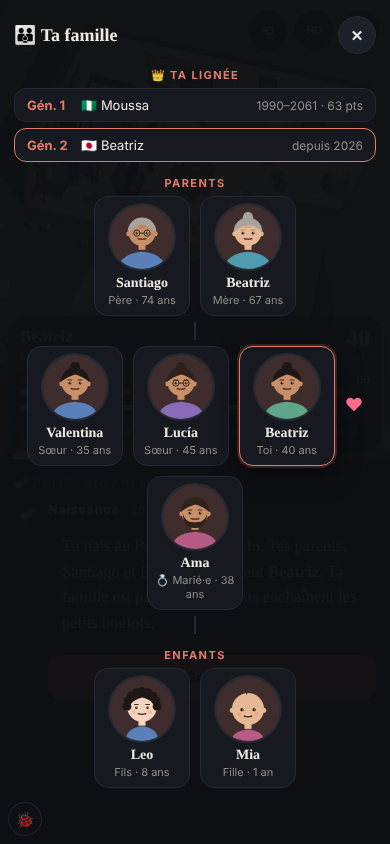 Ta famille
TA LIGNÉE
Gén. 1 Moussa 1990–2061 · 63 pts
Gén. 2 Beatriz depuis 2026
PARENTS
Santiago
Père · 74 ans
Beatriz
Mère · 67 ans
Valentina
Sœur · 35 ans
Lucía
Sœur · 45 ans
Beatriz
Toi · 40 ans
Ama
Marié·e · 38
ans
Naissance
ENFANTS
Leo
Fils · 8 ans
Mia
Fille · 1 an